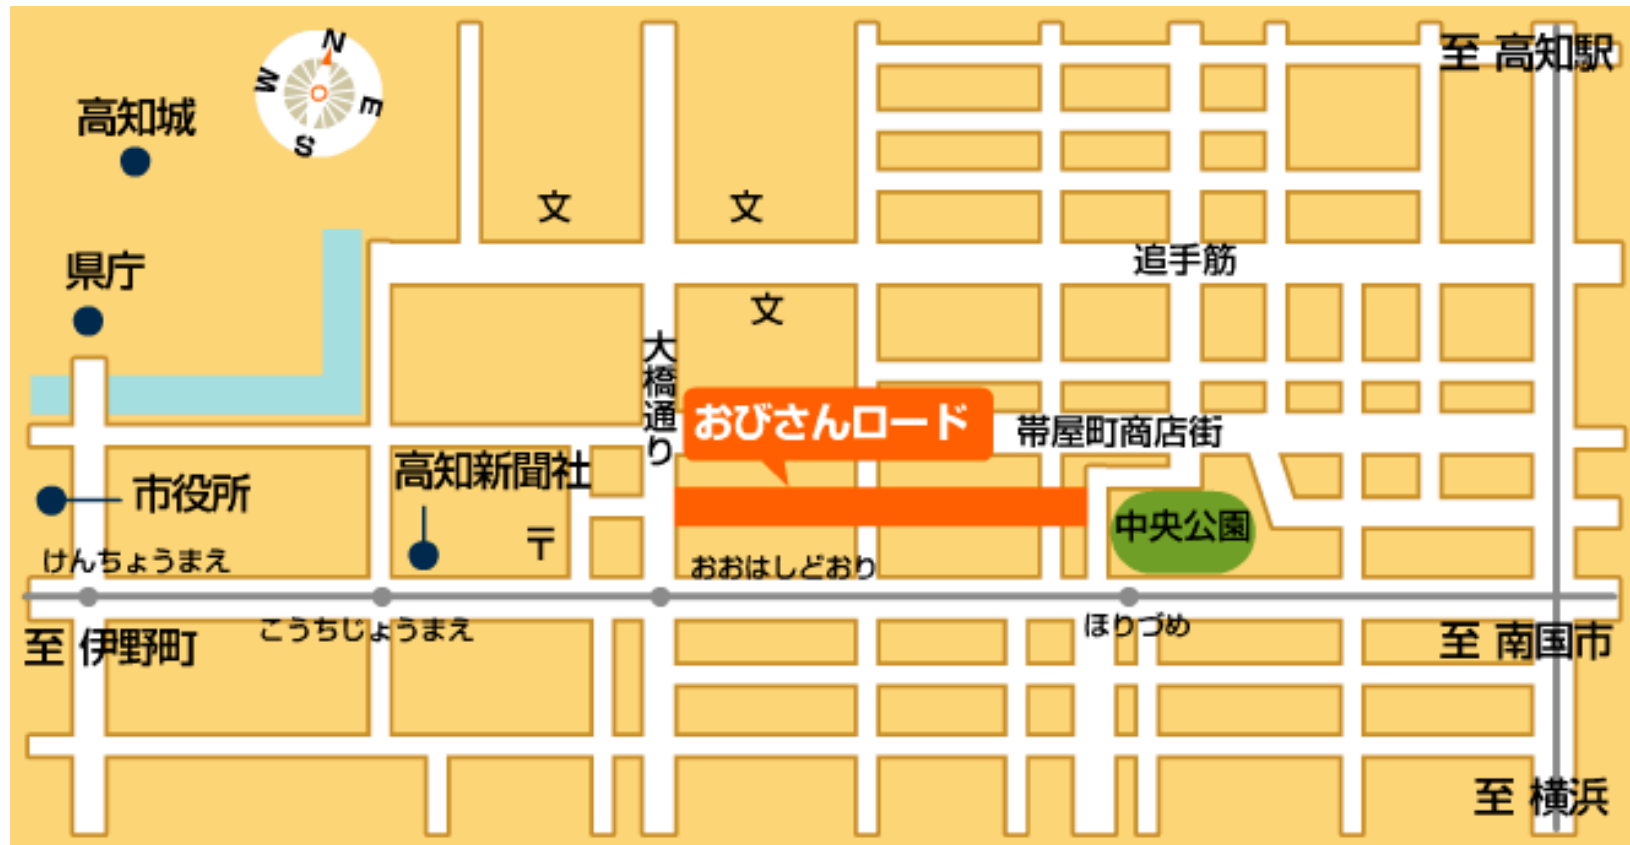 N
W
E
S
至 高知駅
高知城
文
文
県庁
追手筋
文
大橋通り
おびさんロード
帯屋町商店街
高知新聞社
市役所
中央公園
〒
けんちょうまえ
おおはしどおり
こうちじょうまえ
ほりづめ
至 伊野町
至 南国市
至 横浜